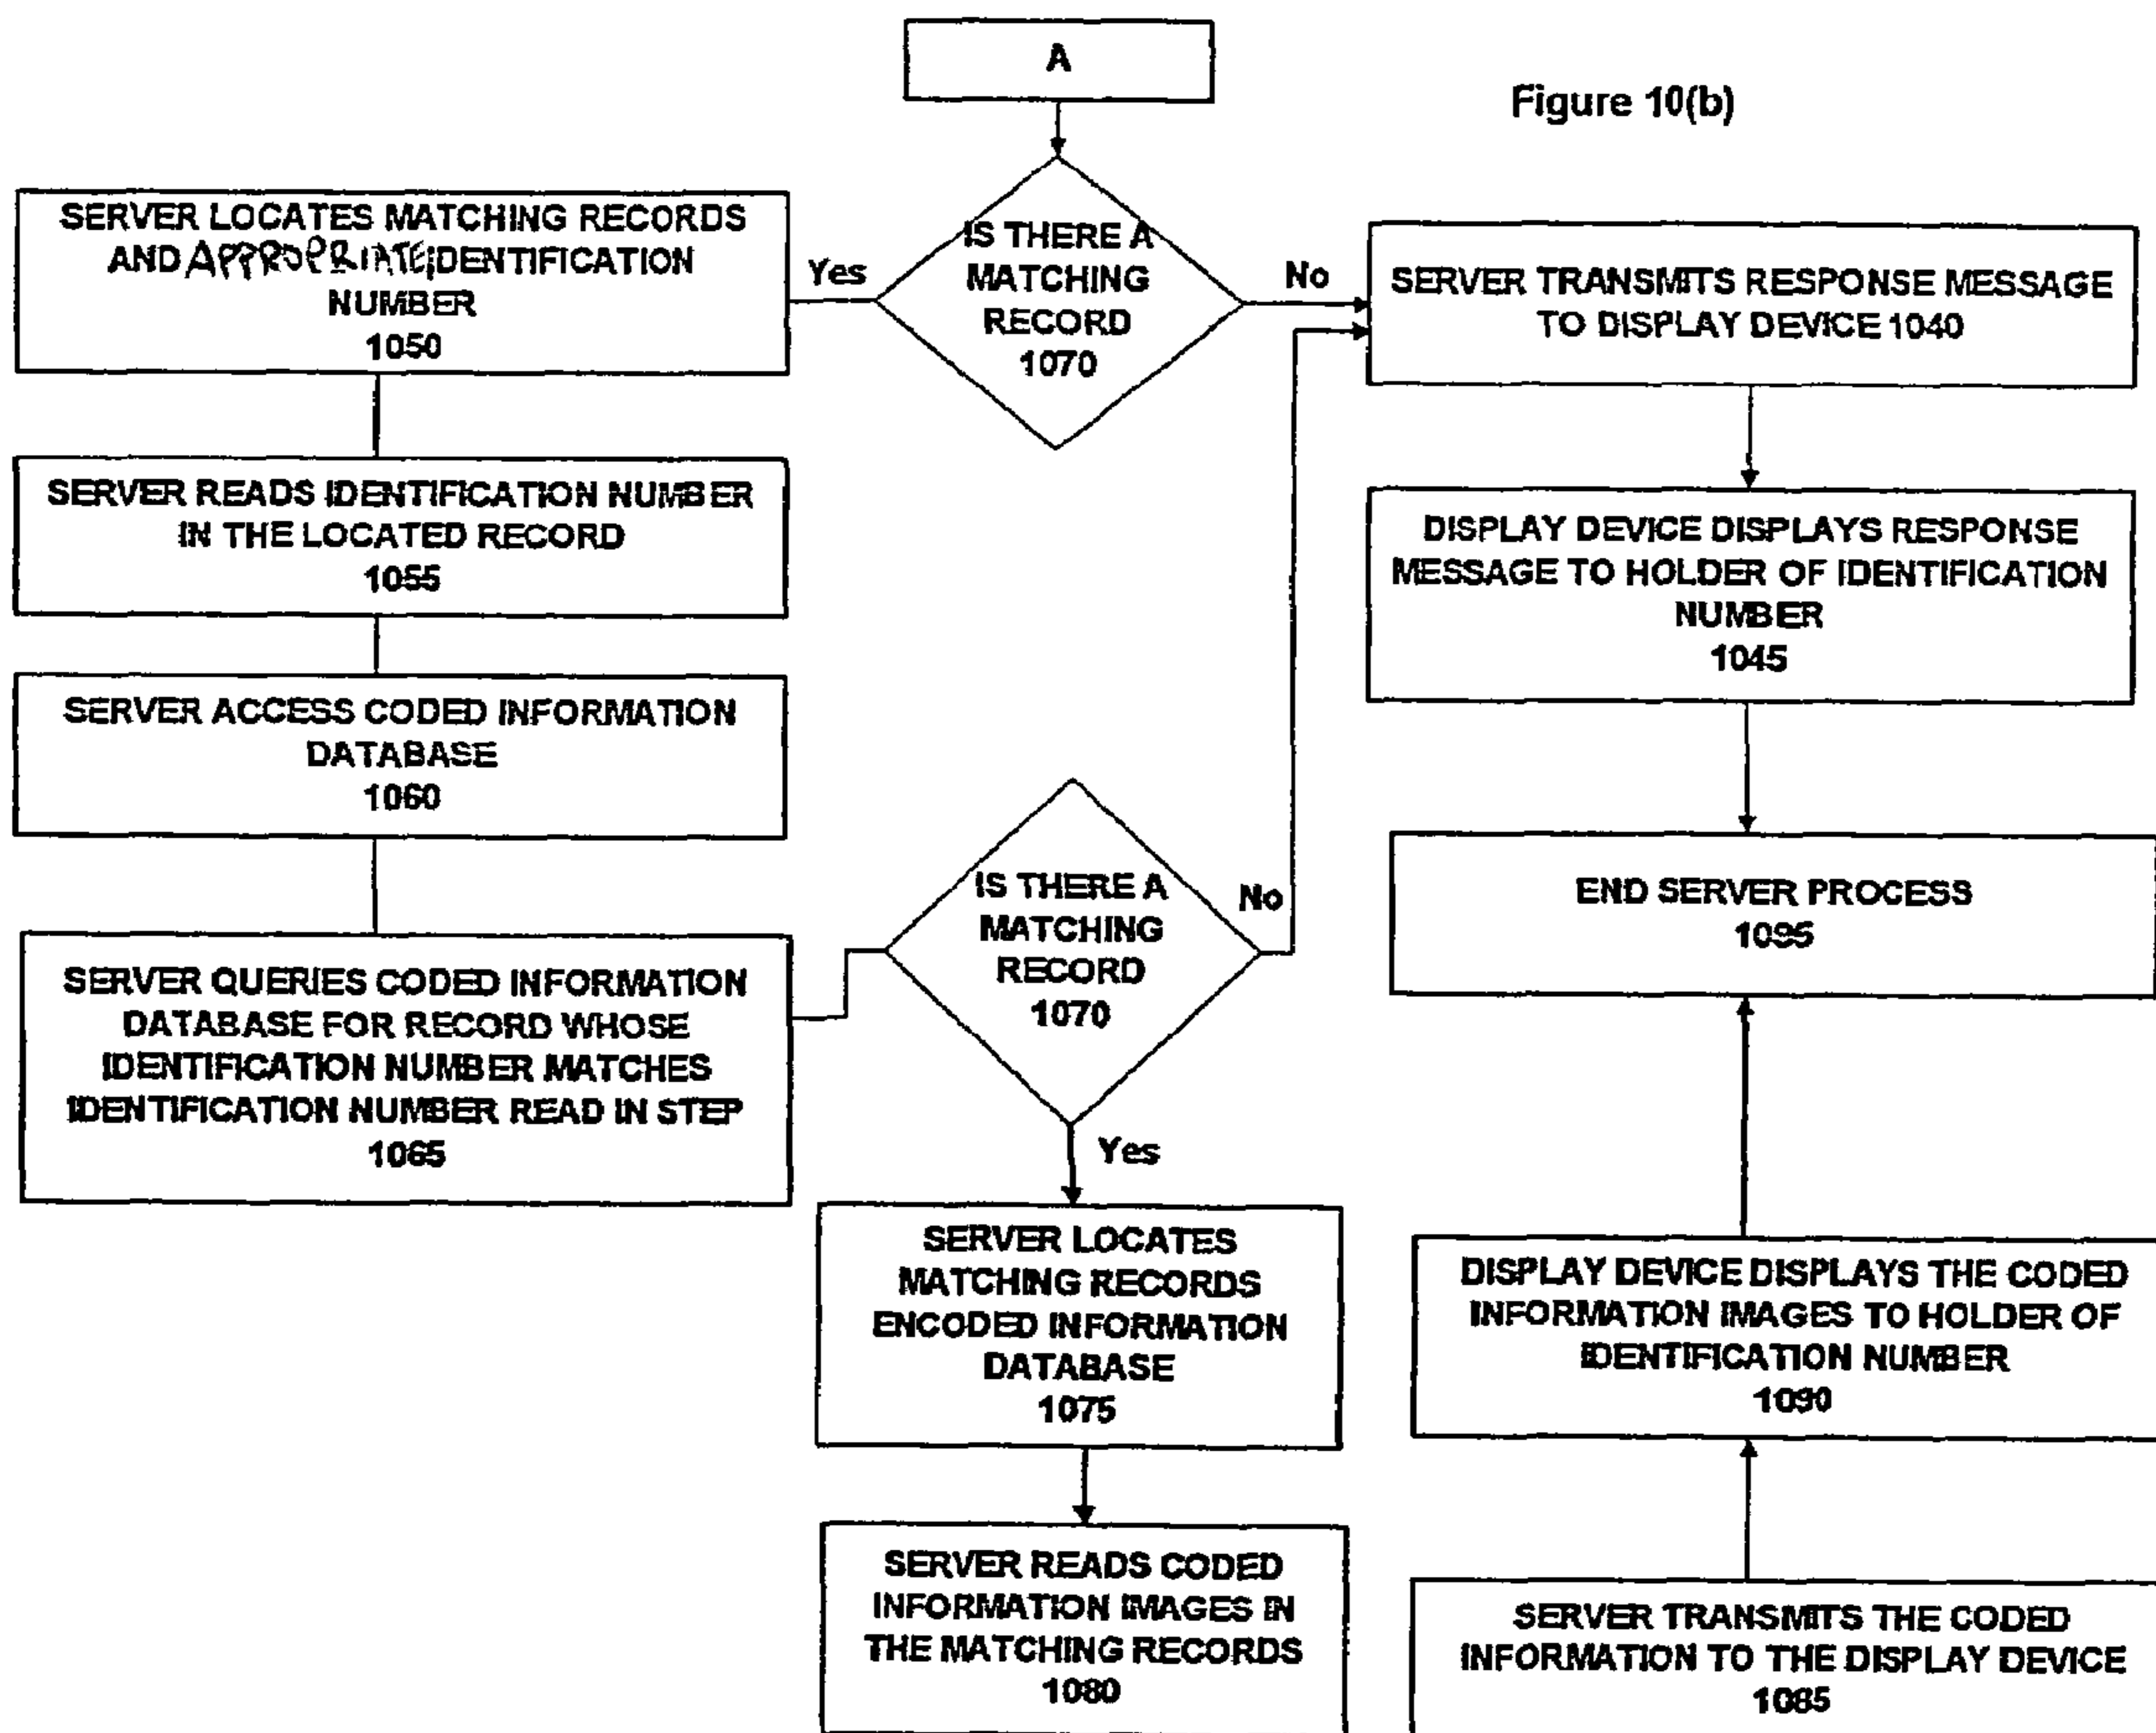 A
Figure 10(b)
SERVER LOCATES MATCHING RECORDS
AND APPROPRIATE IDENTIFICATION
NUMBER
1050
Yes
IS THERE A
MATCHING
RECORD
1070
No
SERVER TRANSMITS RESPONSE MESSAGE
TO DISPLAY DEVICE 1040
SERVER READS IDENTIFICATION NUMBER
IN THE LOCATED RECORD
1055
DISPLAY DEVICE DISPLAYS RESPONSE
MESSAGE TO HOLDER OF IDENTIFICATION
NUMBER
1045
SERVER ACCESS CODED INFORMATION
DATABASE
1060
END SERVER PROCESS
1095
SERVER QUERIES CODED INFORMATION
DATABASE FOR RECORD WHOSE
IDENTIFICATION NUMBER MATCHES
IDENTIFICATION NUMBER READ IN STEP
1065
IS THERE A
MATCHING
RECORD
1070
No
Yes
SERVER LOCATES
MATCHING RECORDS
ENCODED INFORMATION
DATABASE
1075
DISPLAY DEVICE DISPLAYS THE CODED
INFORMATION IMAGES TO HOLDER OF
IDENTIFICATION NUMBER
1090
SERVER READS CODED
INFORMATION IMAGES IN
THE MATCHING RECORDS
1080
SERVER TRANSMITS THE CODED
INFORMATION TO THE DISPLAY DEVICE
1085